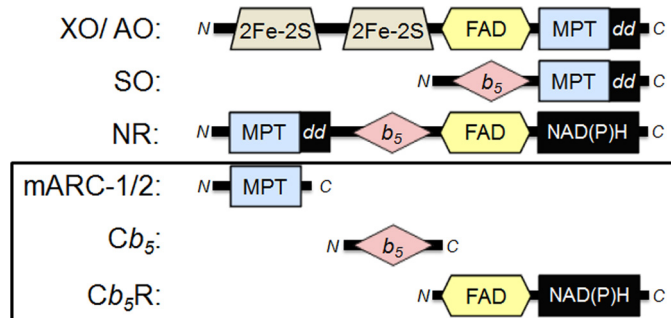 XO/ AO: N 2Fe-2S 2Fe-2S FAD MPT dd C
SO: N b5 MPT dd C
NR: N MPT dd b5 FAD NAD(P)H C
mARC-1/2: N MPT C
Cb5: N b5 C
Cb5R: N FAD NAD(P)H C